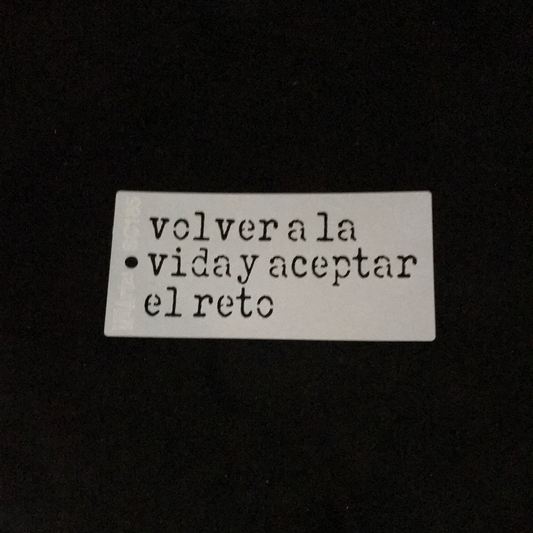 volver a la
vida y aceptar
el reto